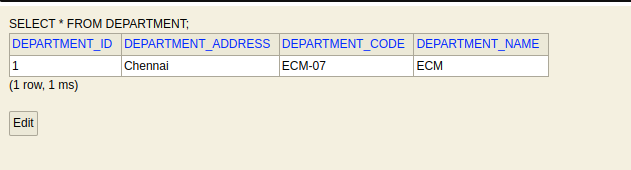 SELECT * FROM DEPARTMENT;
DEPARTMENT_ID DEPARTMENT_ADDRESS DEPARTMENT_CODE DEPARTMENT_NAME
1 Chennai ECM-07 ECM
(1 row, 1 ms)
Edit